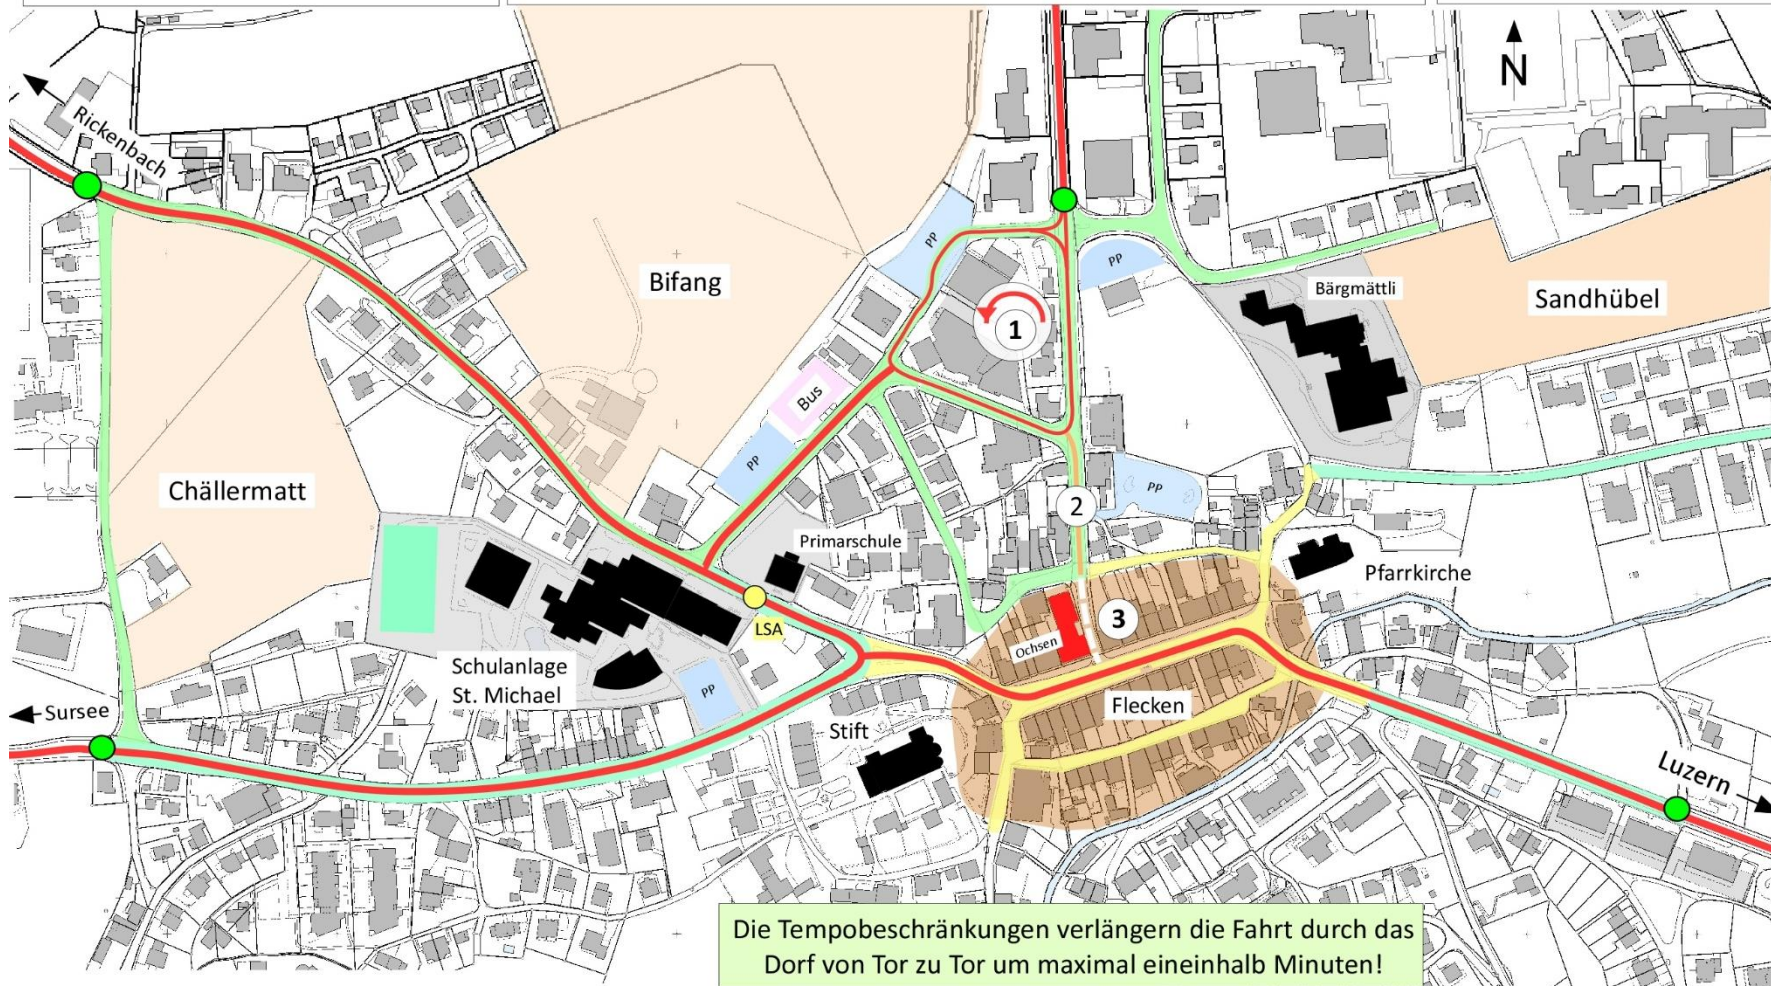 N
Rickenbach
PP
PP
Bifang
Bärgmättli
Sandhübel
1
Bus
PP
Chällermatt
2
PP
Primarschule
Pfarrkirche
LSA
3
Ochsen
Schulanlage
St. Michael
PP
Sursee
Flecken
Stift
Luzern
Die Tempobeschränkungen verlängern die Fahrt durch das
Dorf von Tor zu Tor um maximal eineinhalb Minuten!